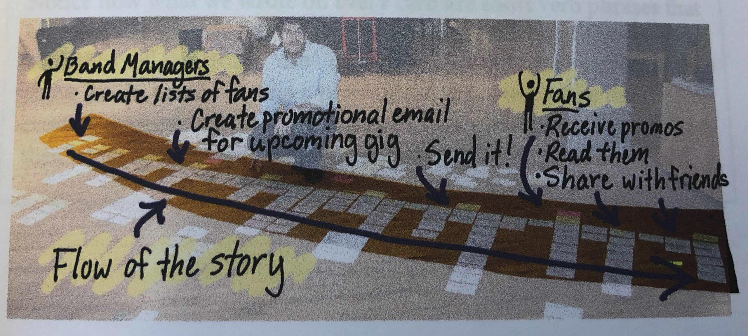 Band Managers
· Create lists of fans
· Create promotional email
for upcoming gig
· Send it!
Fans
· Receive promos
· Read them
· Share with friends
Flow of the story